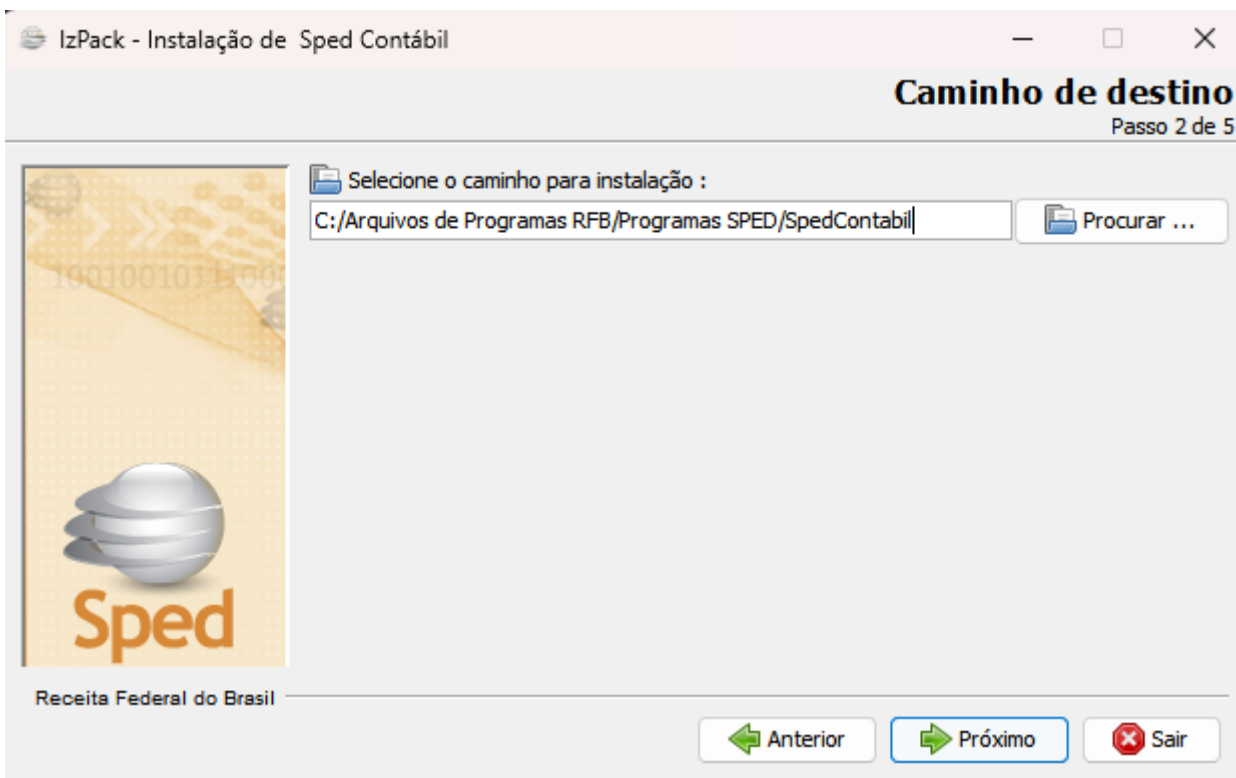 IzPack - Instalação de  Sped Contábil
Caminho de destino
Passo 2 de 5
Selecione o caminho para instalação :
C:/Arquivos de Programas RFB/Programas SPED/SpedContabil
Procurar ...
Sped
Receita Federal do Brasil
Anterior
Próximo
Sair